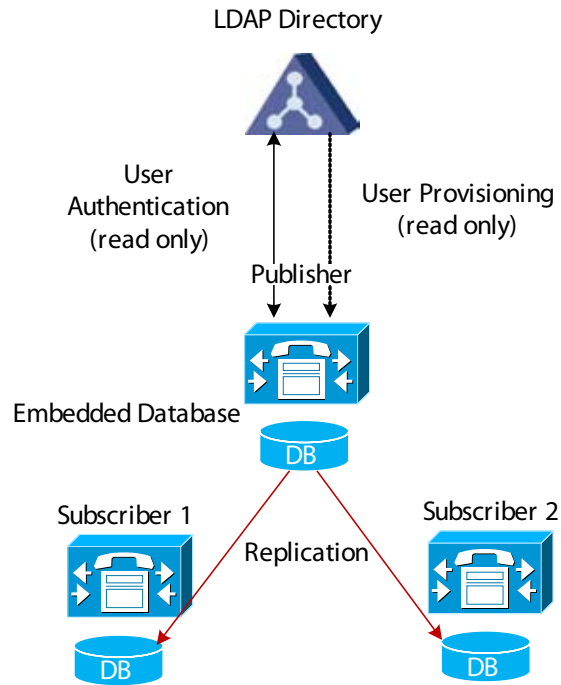 LDAP Directory
User
Authentication
(read only)
User Provisioning
(read only)
Publisher
Embedded Database
DB
Subscriber 1
Subscriber 2
Replication
DB
DB